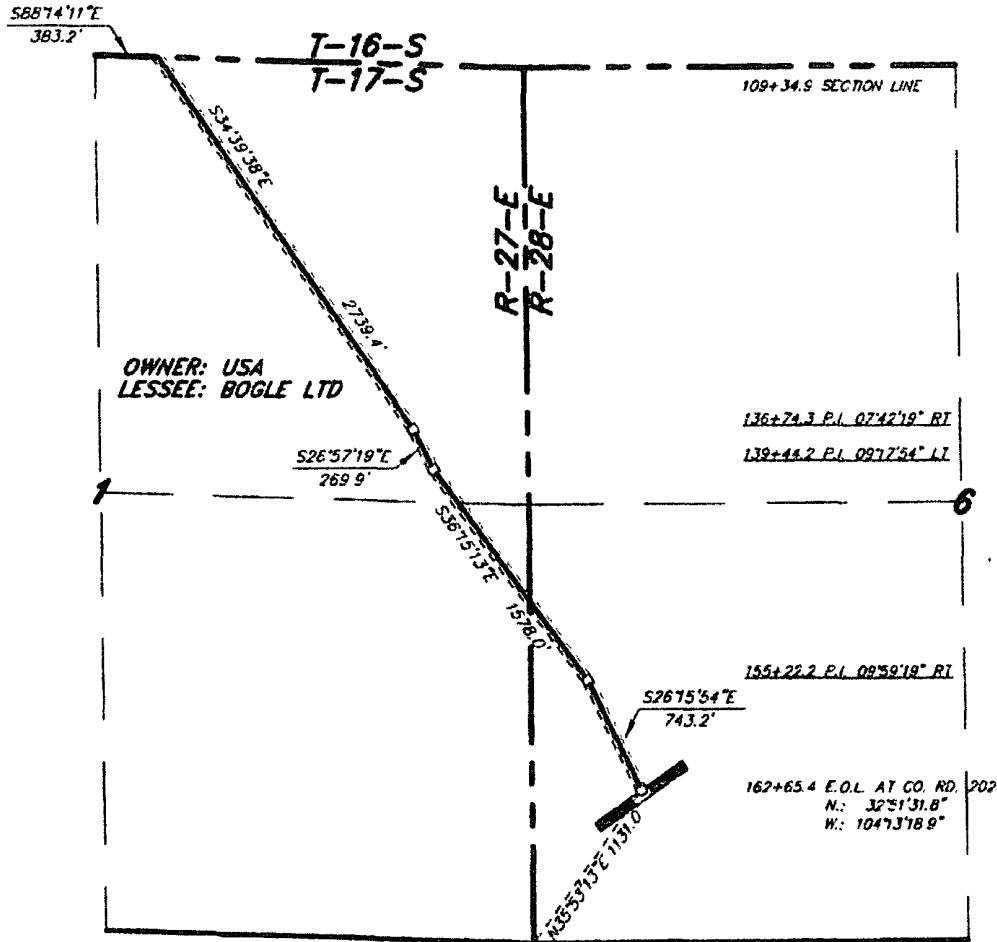 S88°14'11"E
383.2'
T-16-S
T-17-S
109+34.9 SECTION LINE
S34°39'38"E
R-27-E
R-28-E
2739.4'
OWNER: USA
LESSEE: BOGLE LTD
136+74.3 P.I. 07°42'19" RT
139+44.2 P.I. 09°17'54" LT
S26°57'19"E
269.9'
1
6
S36°15'13"E
1578.0'
155+22.2 P.I. 09°59'19" RT
S26°15'54"E
743.2'
162+65.4 E.O.L. AT CO. RD. 202
N.: 32°51'31.8"
W.: 104°13'18.9"
N35°53'13"E 1131.0